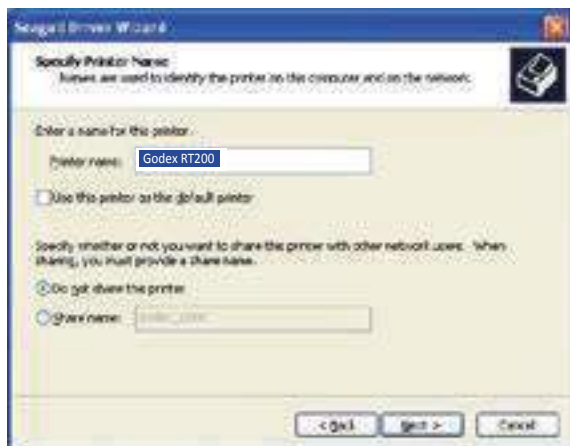 Seagull Driver Wizard
Specify Printer Name
Names are used to identify the printer on this computer and on the network.
Enter a name for this printer.
Printer name: Godex RT200
Use this printer as the default printer
Specify whether or not you want to share this printer with other network users. When
sharing, you must provide a share name.
Do not share this printer
Share name:
< Back Next > Cancel